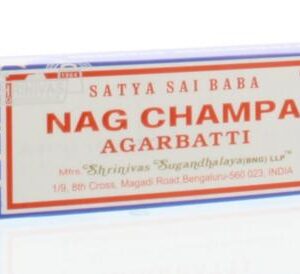 SATYA SAI BABA
NAG CHAMPA
AGARBATTI
Mfrs. Shrinivas Sugandhalaya (BNG) LLP™
1/9, 8th Cross, Magadi Road Bengaluru-560 023, INDIA